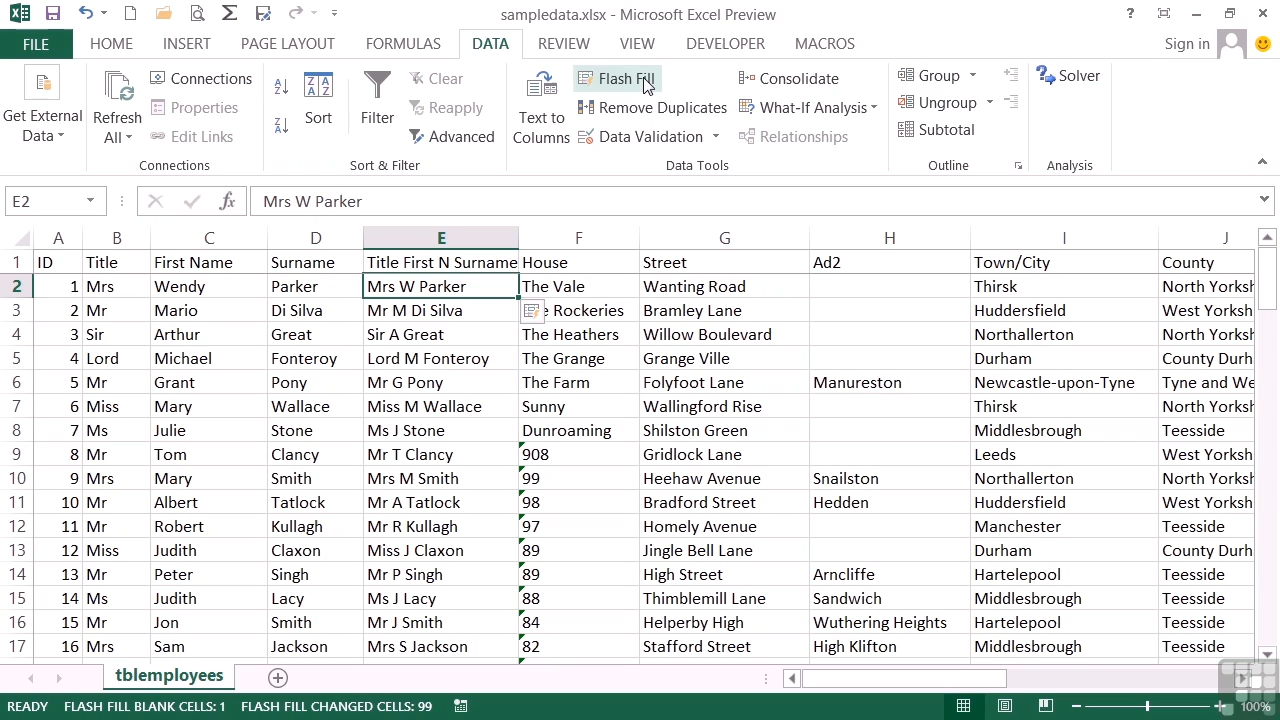 sampledata.xlsx - Microsoft Excel Preview
FILE HOME INSERT PAGE LAYOUT FORMULAS DATA REVIEW VIEW DEVELOPER MACROS Sign in
Get External Data
Refresh All
Connections
Properties
Edit Links
Connections
Sort
Filter
Clear
Reapply
Advanced
Sort & Filter
Text to Columns
Flash Fill
Remove Duplicates
Data Validation
Consolidate
What-If Analysis
Relationships
Data Tools
Group
Ungroup
Subtotal
Outline
Solver
Analysis
E2 fx Mrs W Parker
A B C D E F G H I J
1 ID Title First Name Surname Title First N Surname House Street Ad2 Town/City County
2 1 Mrs Wendy Parker Mrs W Parker The Vale Wanting Road Thirsk North Yorksh
3 2 Mr Mario Di Silva Mr M Di Silva e Rockeries Bramley Lane Huddersfield West Yorksh
4 3 Sir Arthur Great Sir A Great The Heathers Willow Boulevard Northallerton North Yorksh
5 4 Lord Michael Fonteroy Lord M Fonteroy The Grange Grange Ville Durham County Durh
6 5 Mr Grant Pony Mr G Pony The Farm Folyfoot Lane Manureston Newcastle-upon-Tyne Tyne and We
7 6 Miss Mary Wallace Miss M Wallace Sunny Wallingford Rise Thirsk North Yorksh
8 7 Ms Julie Stone Ms J Stone Dunroaming Shilston Green Middlesbrough Teesside
9 8 Mr Tom Clancy Mr T Clancy 908 Gridlock Lane Leeds West Yorksh
10 9 Mrs Mary Smith Mrs M Smith 99 Heehaw Avenue Snailston Northallerton North Yorksh
11 10 Mr Albert Tatlock Mr A Tatlock 98 Bradford Street Hedden Huddersfield West Yorksh
12 11 Mr Robert Kullagh Mr R Kullagh 97 Homely Avenue Manchester Teesside
13 12 Miss Judith Claxon Miss J Claxon 89 Jingle Bell Lane Durham County Durh
14 13 Mr Peter Singh Mr P Singh 89 High Street Arncliffe Hartelepool Teesside
15 14 Ms Judith Lacy Ms J Lacy 88 Thimblemill Lane Sandwich Middlesbrough Teesside
16 15 Mr Jon Smith Mr J Smith 84 Helperby High Wuthering Heights Hartelepool Teesside
17 16 Mrs Sam Jackson Mrs S Jackson 82 Stafford Street High Klifton Middlesbrough Teesside
tblemployees
READY FLASH FILL BLANK CELLS: 1 FLASH FILL CHANGED CELLS: 99 100%